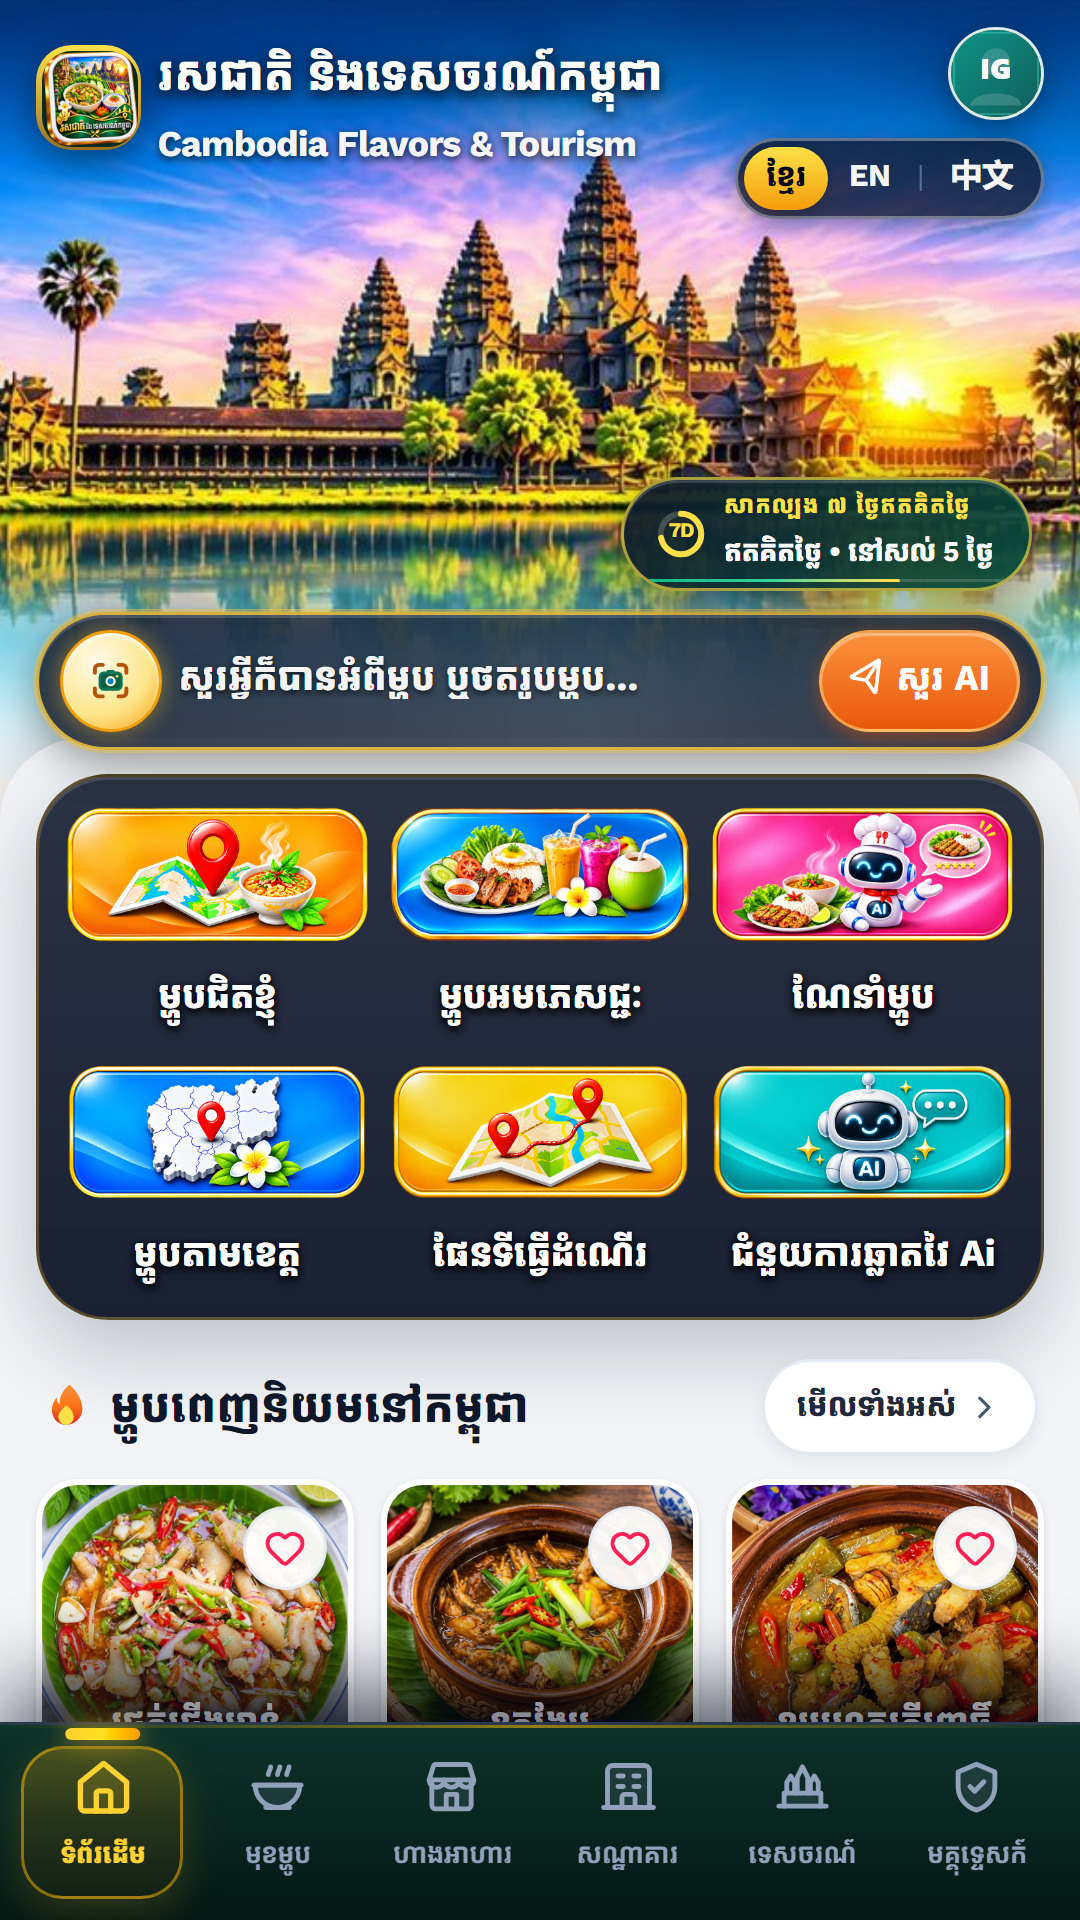 រសជាតិ និងទេសចរណ៍កម្ពុជា
Cambodia Flavors & Tourism
IG
ខ្មែរ EN | 中文
7D
សាកល្បង ៧ ថ្ងៃឥតគិតថ្លៃ
ឥតគិតថ្លៃ • នៅសល់ 5 ថ្ងៃ
សួរអ្វីក៏បានអំពីម្ហូប ឬថតរូបម្ហូប...
សួរ AI
AI
ម្ហូបជិតខ្ញុំ
ម្ហូបអមភេសជ្ជៈ
ណែនាំម្ហូប
AI
ម្ហូបតាមខេត្ត
ផែនទីធ្វើដំណើរ
ជំនួយការឆ្លាតវៃ Ai
ម្ហូបពេញនិយមនៅកម្ពុជា
មើលទាំងអស់
ទំព័រដើម
មុខម្ហូប
ហាងអាហារ
សណ្ឋាគារ
ទេសចរណ៍
មគ្គុទ្ទេសក៍